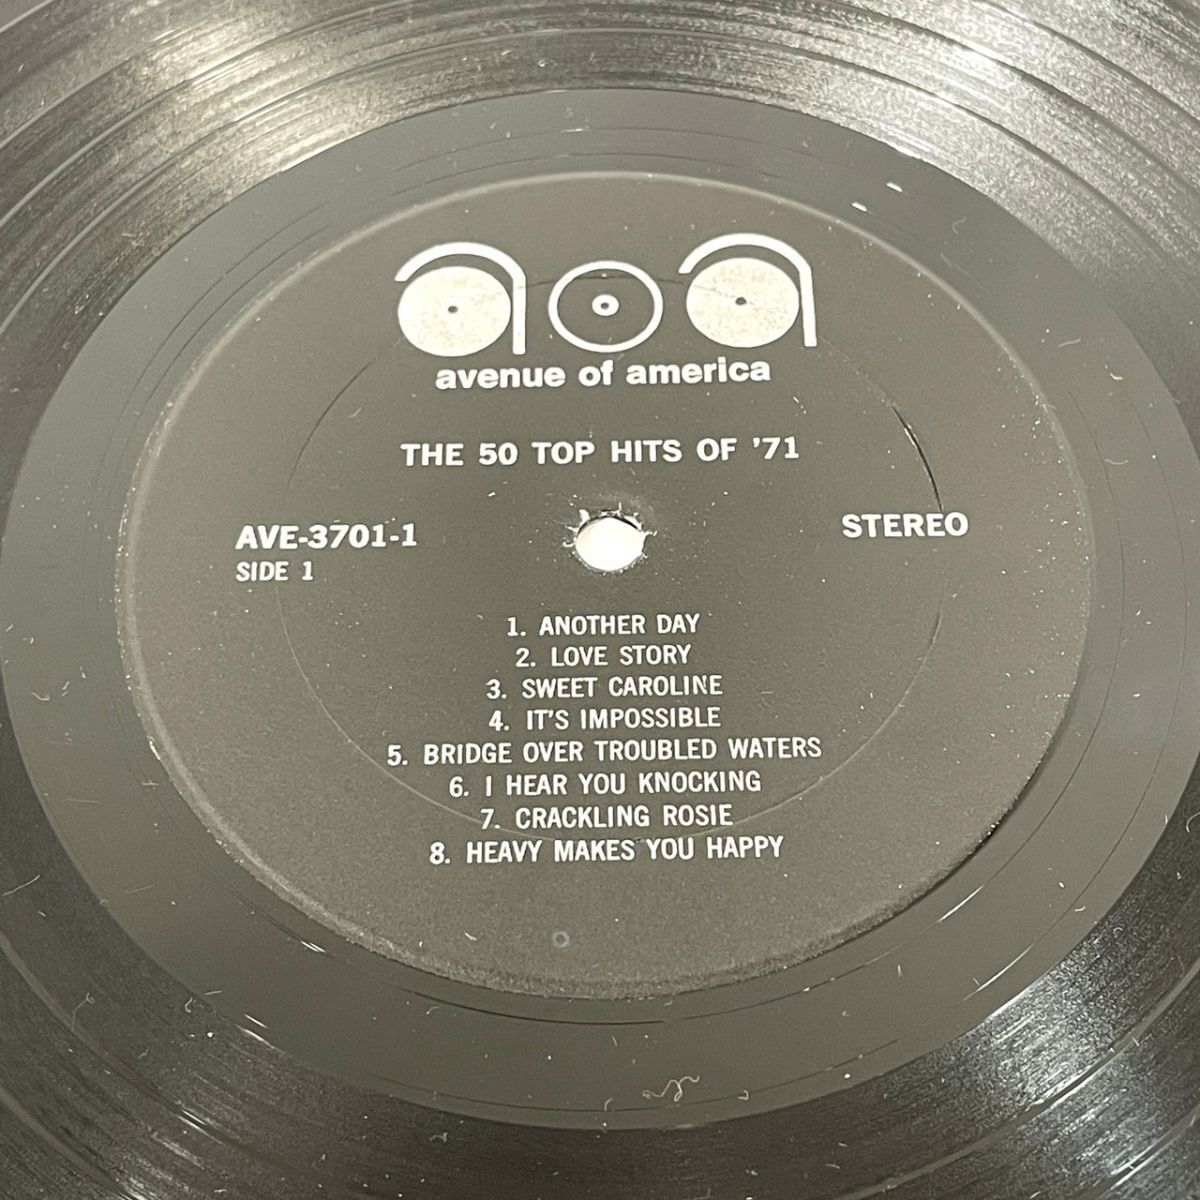 aoa
avenue of america
THE 50 TOP HITS OF '71
AVE-3701-1
SIDE 1
STEREO
1. ANOTHER DAY
2. LOVE STORY
3. SWEET CAROLINE
4. IT'S IMPOSSIBLE
5. BRIDGE OVER TROUBLED WATERS
6. I HEAR YOU KNOCKING
7. CRACKLING ROSIE
8. HEAVY MAKES YOU HAPPY